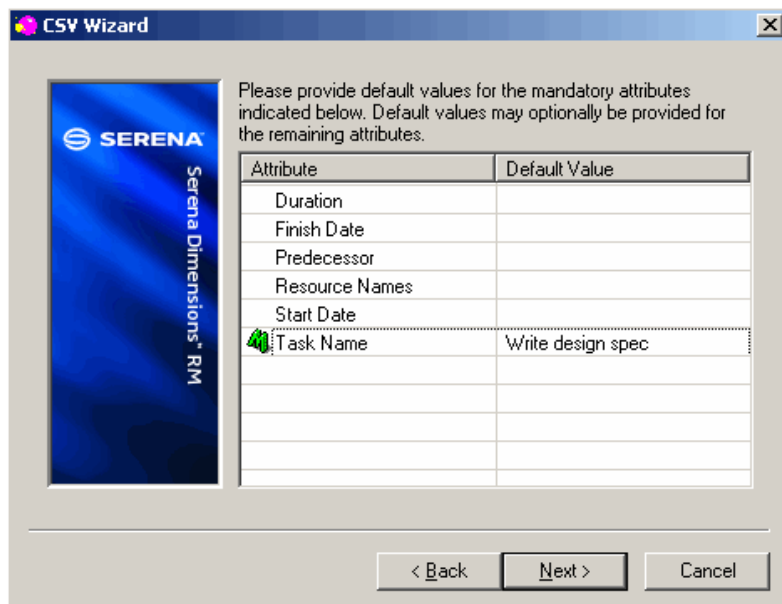 CSV Wizard
Please provide default values for the mandatory attributes
indicated below. Default values may optionally be provided for
the remaining attributes.
SERENA
Serena Dimensions® RM
Attribute Default Value
Duration
Finish Date
Predecessor
Resource Names
Start Date
M Task Name Write design spec
< Back Next > Cancel